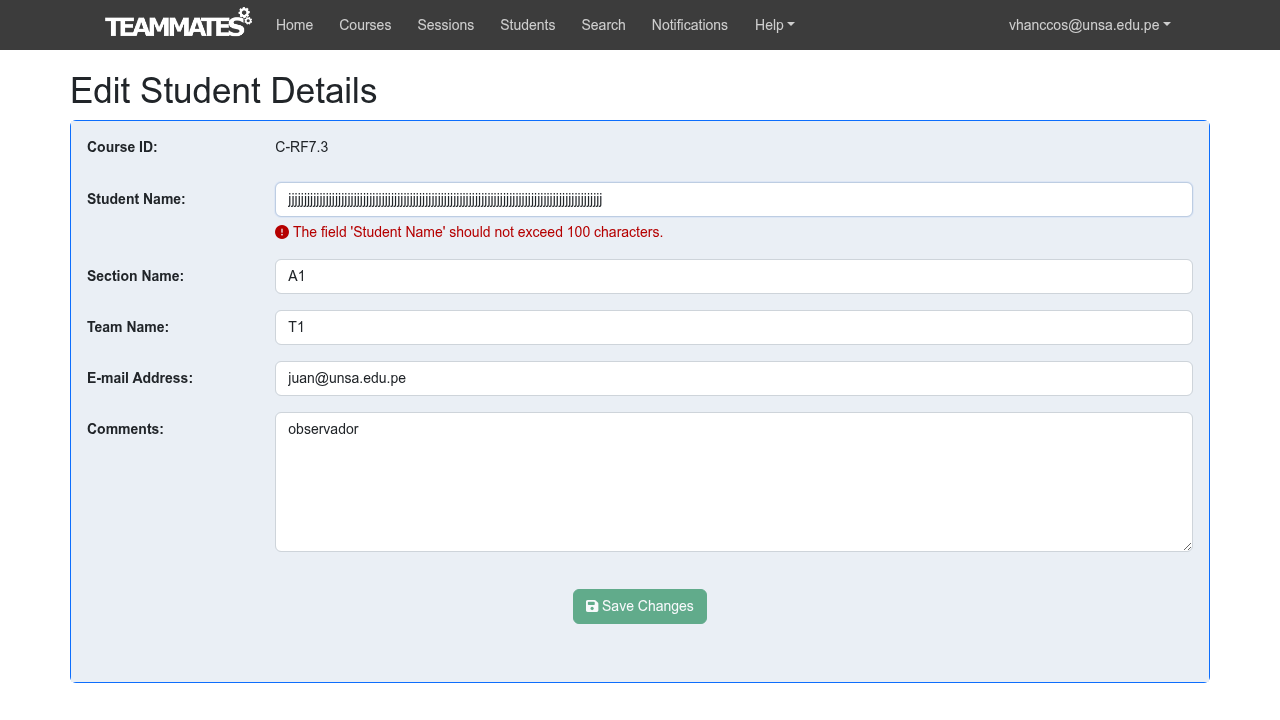 TEAMMATES Home Courses Sessions Students Search Notifications Help vhanccos@unsa.edu.pe
Edit Student Details
Course ID: C-RF7.3
Student Name:
The field 'Student Name' should not exceed 100 characters.
Section Name: A1
Team Name: T1
E-mail Address: juan@unsa.edu.pe
Comments: observador
Save Changes